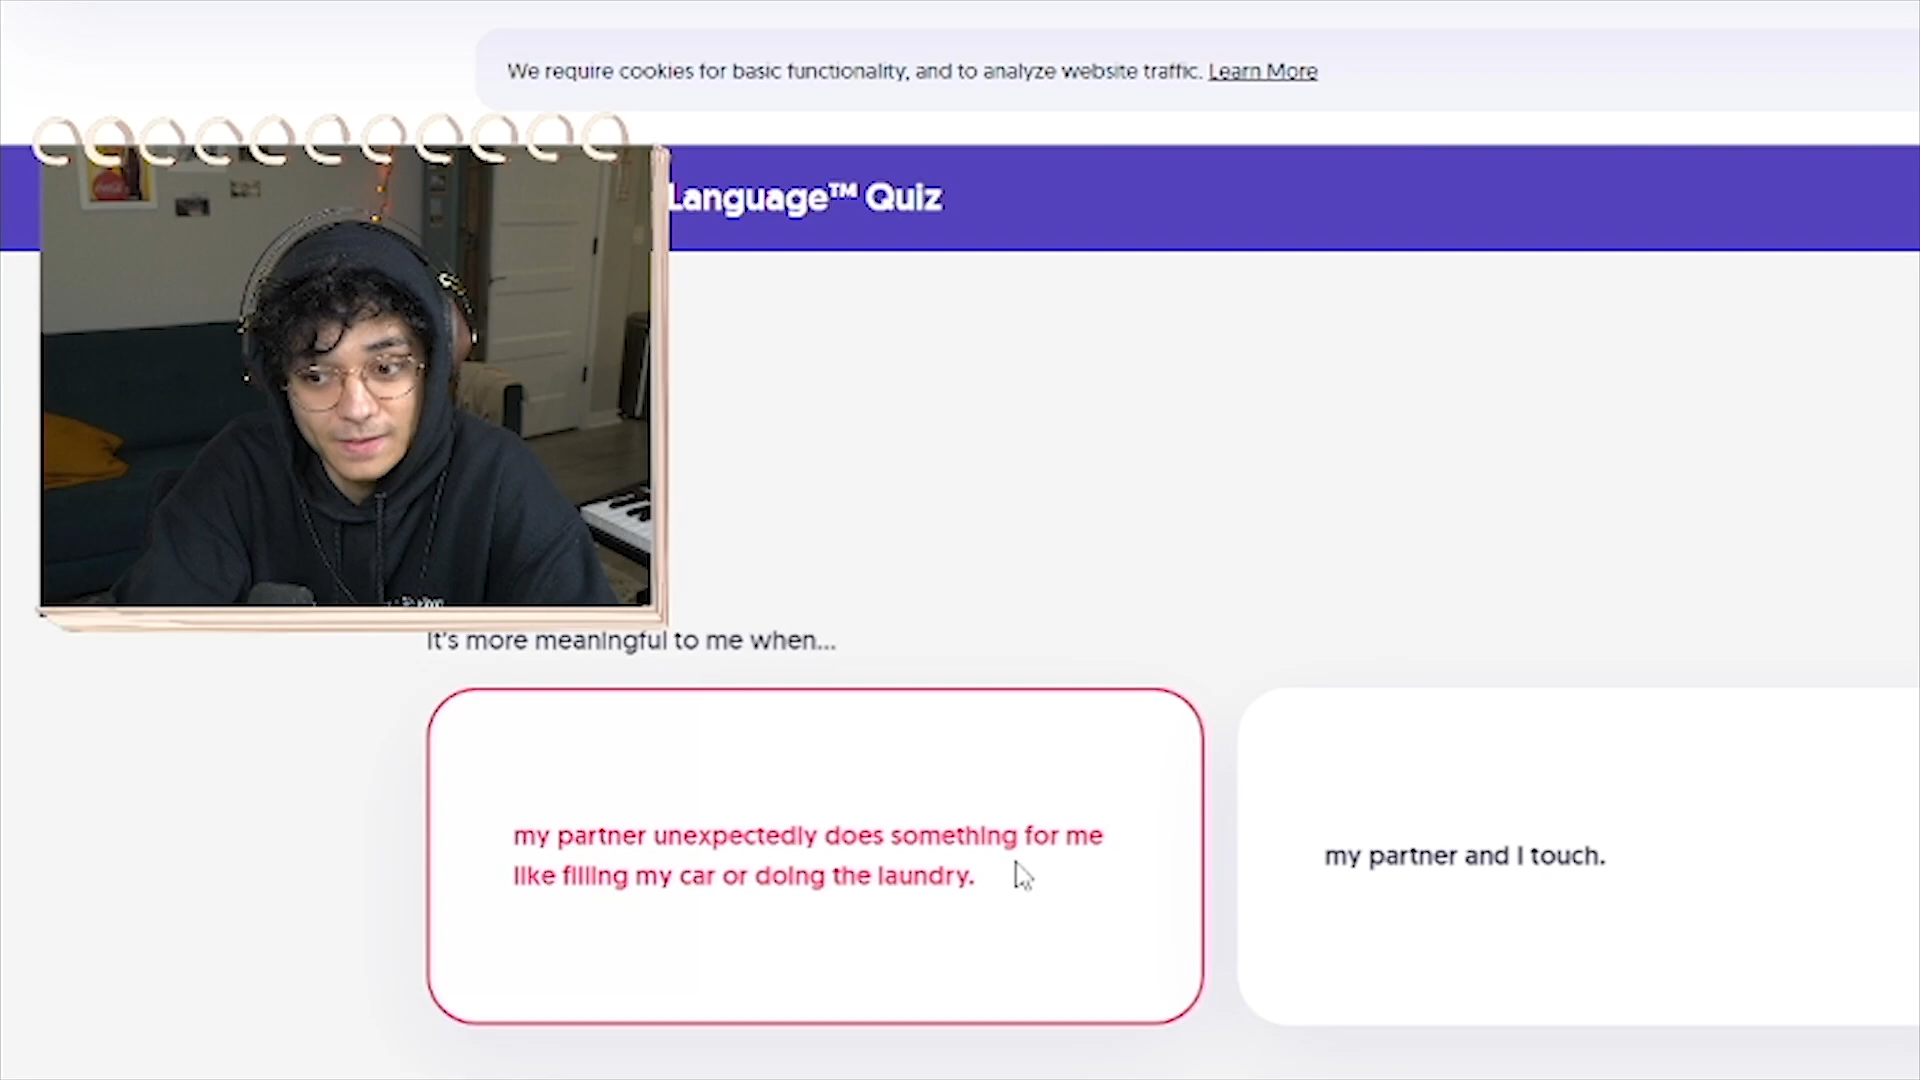 We require cookies for basic functionality, and to analyze website traffic. Learn More
Language™ Quiz
It's more meaningful to me when...
my partner unexpectedly does something for me
like filling my car or doing the laundry.
my partner and I touch.